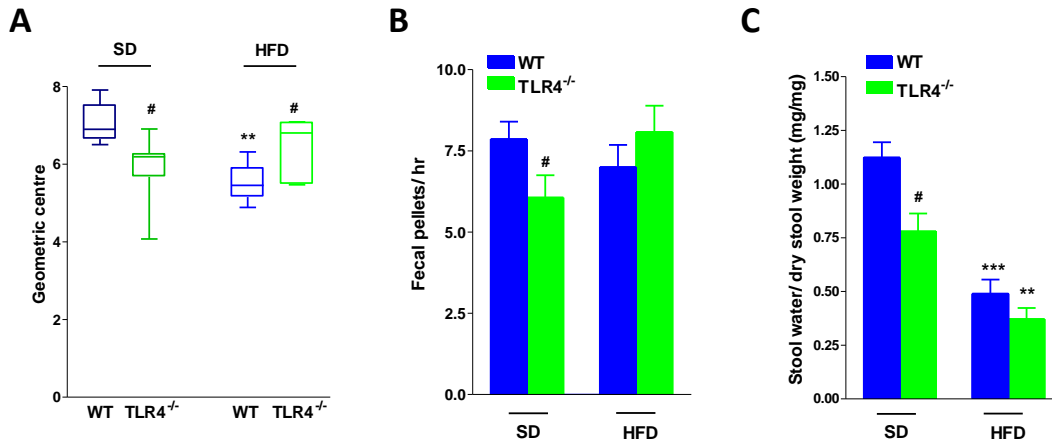 A
SD HFD
Geometric centre
8
6
4
2
0
#
**
#
WT TLR4-/- WT TLR4-/-
B
WT
TLR4-/-
Fecal pellets/ hr
10.0
7.5
5.0
2.5
0.0
#
SD HFD
C
WT
TLR4-/-
Stool water/ dry stool weight (mg/mg)
1.50
1.25
1.00
0.75
0.50
0.25
0.00
#
***
**
SD HFD